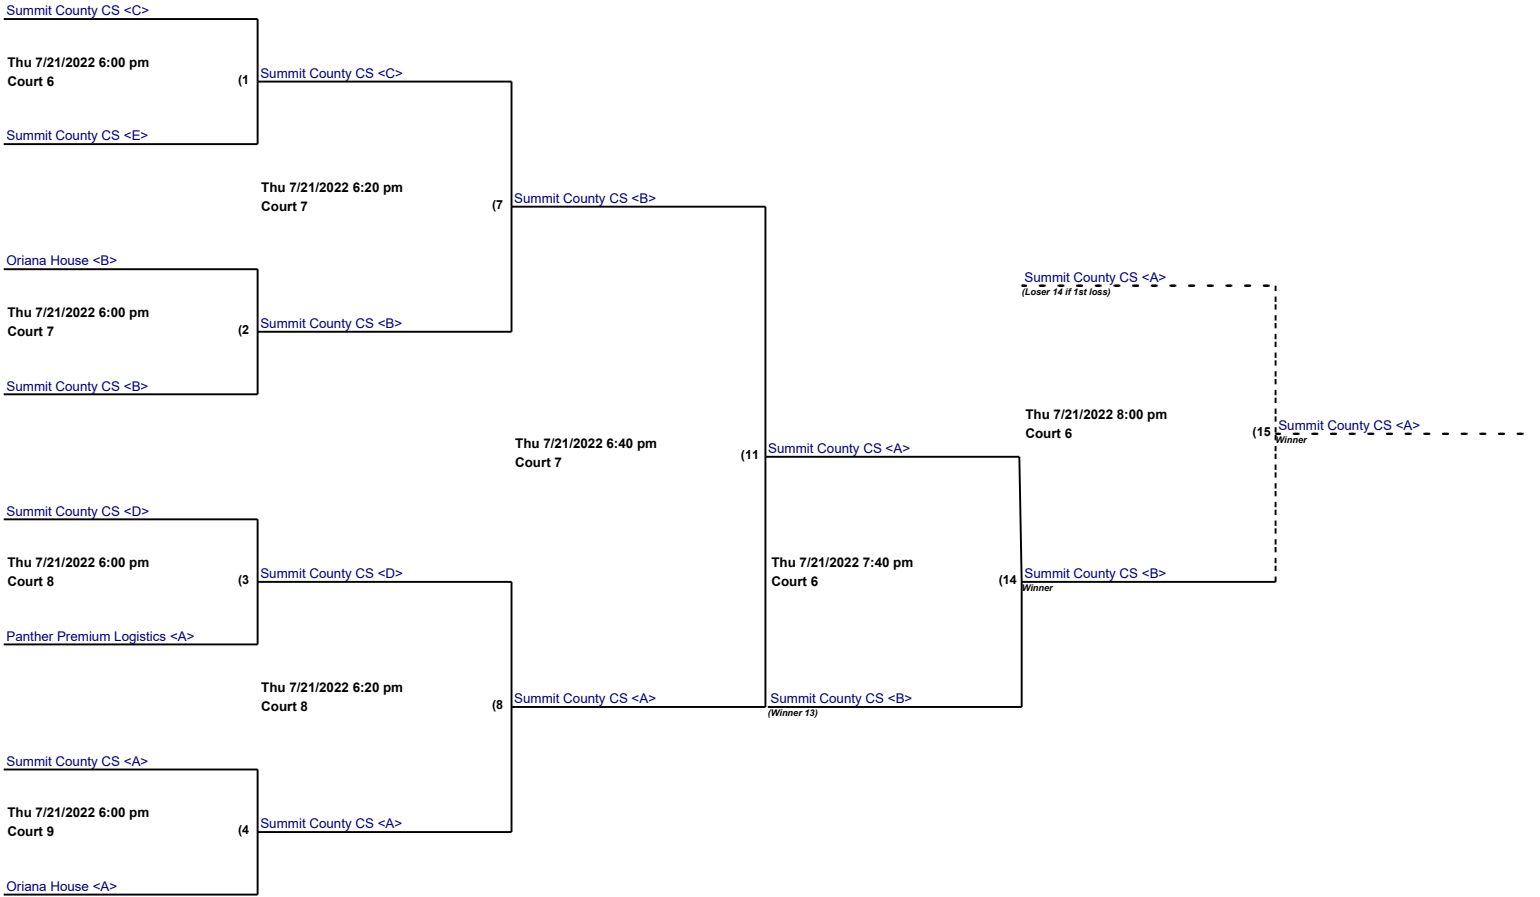 Summit County CS <C>
Thu 7/21/2022 6:00 pm
Court 6
(1
Summit County CS <C>
Summit County CS <E>
Thu 7/21/2022 6:20 pm
Court 7
(7
Summit County CS <B>
Oriana House <B>
Thu 7/21/2022 6:00 pm
Court 7
(2
Summit County CS <B>
Summit County CS <B>
Thu 7/21/2022 6:40 pm
Court 7
(11
Summit County CS <A>
Summit County CS <D>
Thu 7/21/2022 6:00 pm
Court 8
(3
Summit County CS <D>
Panther Premium Logistics <A>
Thu 7/21/2022 6:20 pm
Court 8
(8
Summit County CS <A>
Summit County CS <A>
Thu 7/21/2022 6:00 pm
Court 9
(4
Summit County CS <A>
Oriana House <A>
Thu 7/21/2022 7:40 pm
Court 6
(14
Summit County CS <B>
Winner
Summit County CS <B>
(Winner 13)
Summit County CS <A>
(Loser 14 if 1st loss)
Thu 7/21/2022 8:00 pm
Court 6
(15
Summit County CS <A>
Winner